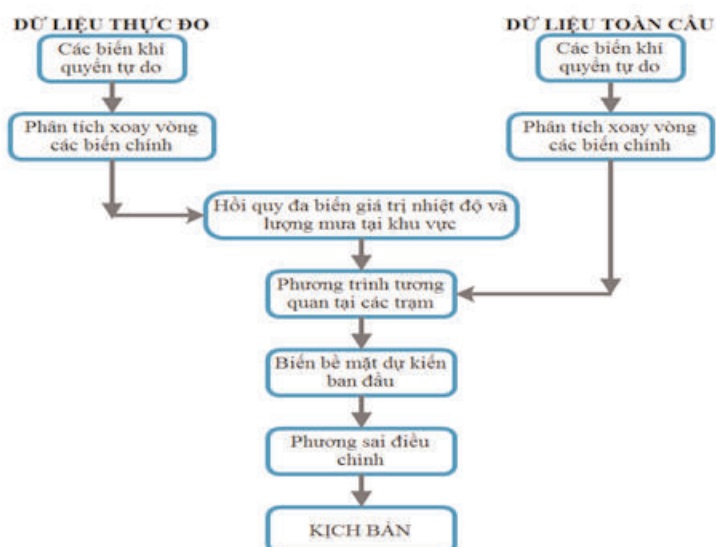 DỮ LIỆU THỰC ĐO
DỮ LIỆU TOÀN CẦU
Các biến khí
quyển tự do
Các biến khí
quyển tự do
Phân tích xoay vòng
các biến chính
Phân tích xoay vòng
các biến chính
Hồi quy đa biến giá trị nhiệt độ và
lượng mưa tại khu vực
Phương trình tương
quan tại các trạm
Biến bề mặt dự kiến
ban đầu
Phương sai điều
chỉnh
KỊCH BẢN